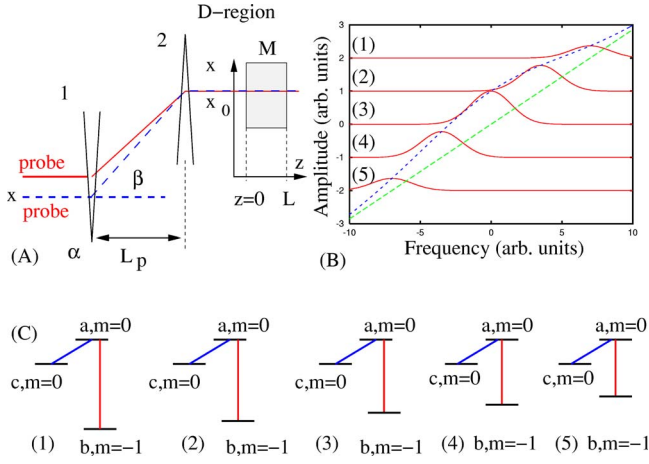 D-region
2
M
1
x
x
0
probe
β
z
x
probe
z=0
L
α
L p
(A)
Amplitude (arb. units)
3
2
1
0
-1
-2
-3
(1)
(2)
(3)
(4)
(5)
-10
-5
0
5
10
Frequency (arb. units)
(B)
(C)
a,m=0
a,m=0
a,m=0
a,m=0
a,m=0
c,m=0
c,m=0
c,m=0
c,m=0
c,m=0
(1) b,m=-1
(2) b,m=-1
(3) b,m=-1
(4) b,m=-1
(5) b,m=-1